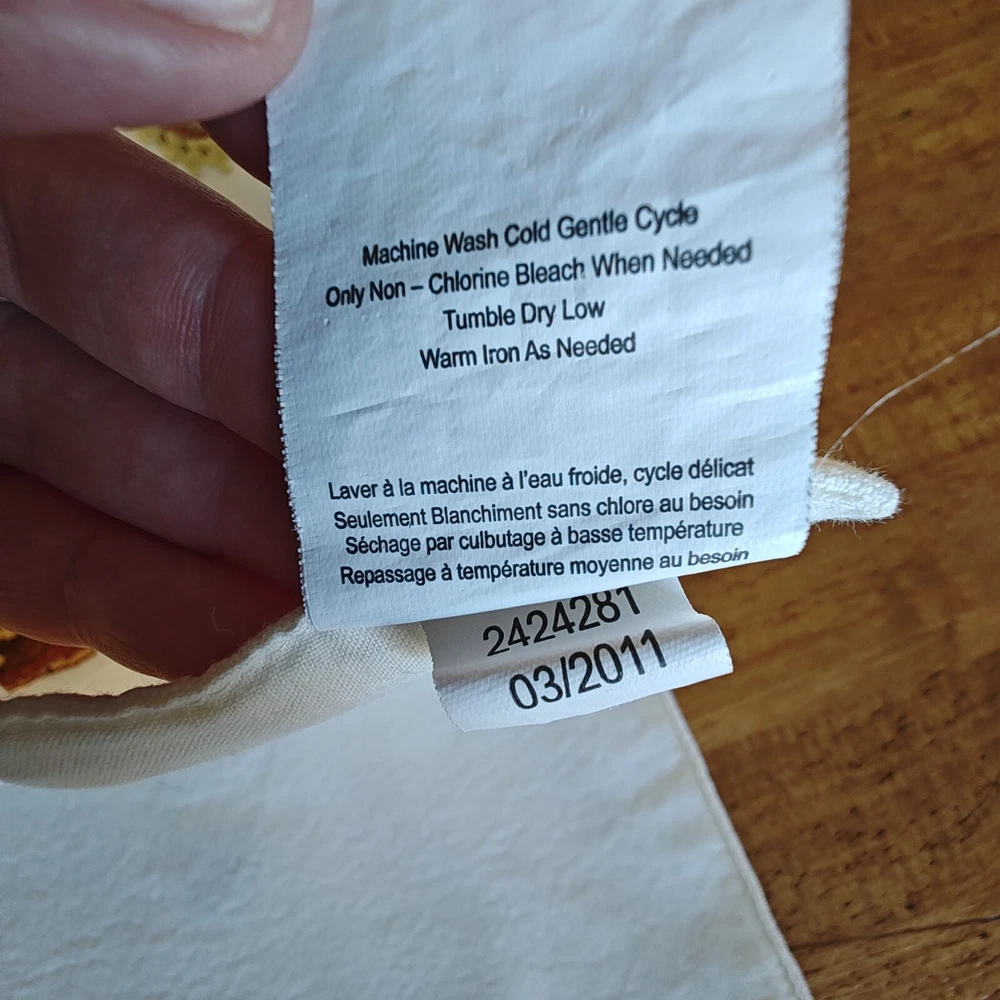 Machine Wash Cold Gentle Cycle
Only Non – Chlorine Bleach When Needed
Tumble Dry Low
Warm Iron As Needed
Laver à la machine à l'eau froide, cycle délicat
Seulement Blanchiment sans chlore au besoin
Séchage par culbutage à basse température
Repassage à température moyenne au besoin
2424281
03/2011